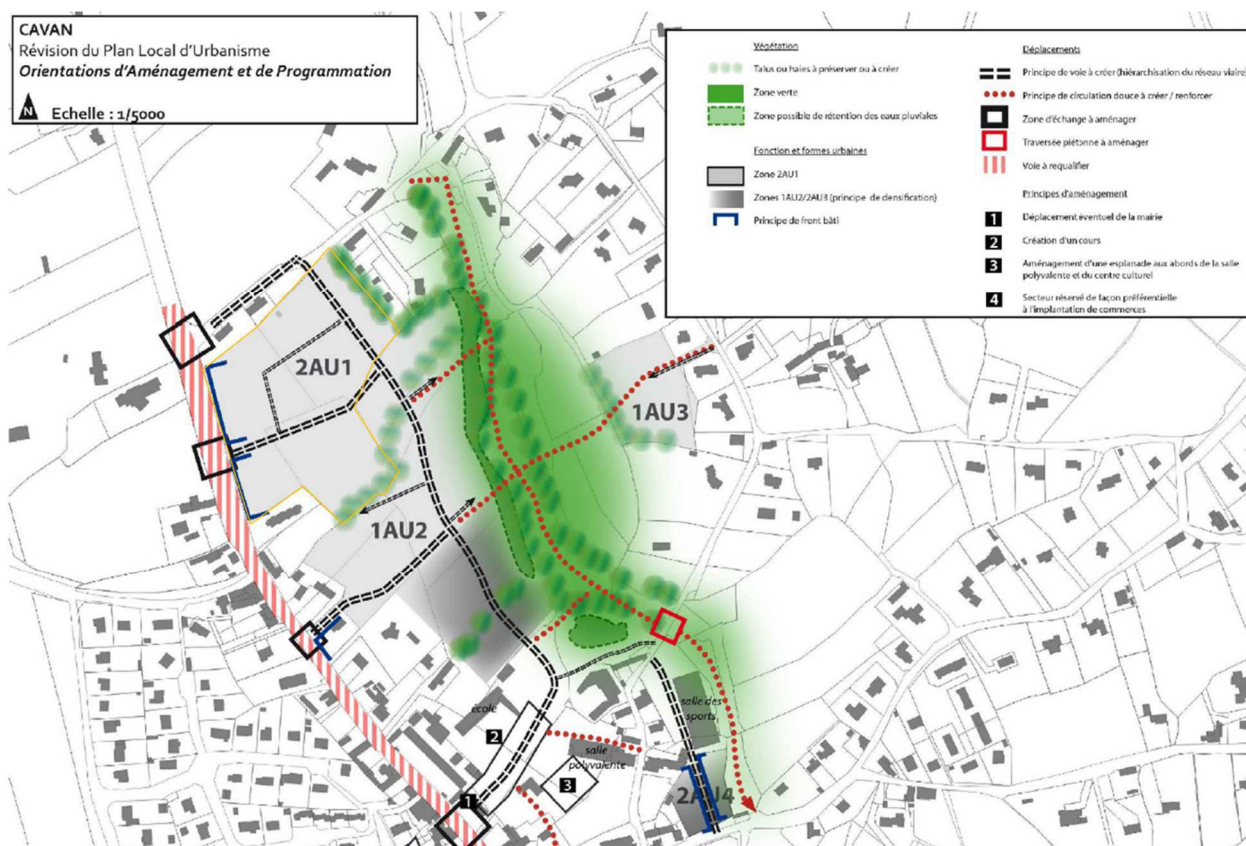 CAVAN
Révision du Plan Local d'Urbanisme
Orientations d'Aménagement et de Programmation
N Echelle : 1/5000
Végétation
Talus ou haies à préserver ou à créer
Zone verte
Zone possible de rétention des eaux pluviales
Fonction et formes urbaines
Zone 2AU1
Zones 1AU2/2AU3 (principe de densification)
Principe de front bâti
Déplacements
Principe de voie à créer (hiérarchisation du réseau viaire)
Principe de circulation douce à créer / renforcer
Zone d'échange à aménager
Traversée piétonne à aménager
Voie à requalifier
Principes d'aménagement
1 Déplacement éventuel de la mairie
2 Création d'un cours
3 Aménagement d'une esplanade aux abords de la salle
polyvalente et du centre culturel
4 Secteur réservé de façon préférentielle
à l'implantation de commerces
2AU1
1AU3
1AU2
école
2
salle des
sports
salle
polyvalente
3
1
2AU4